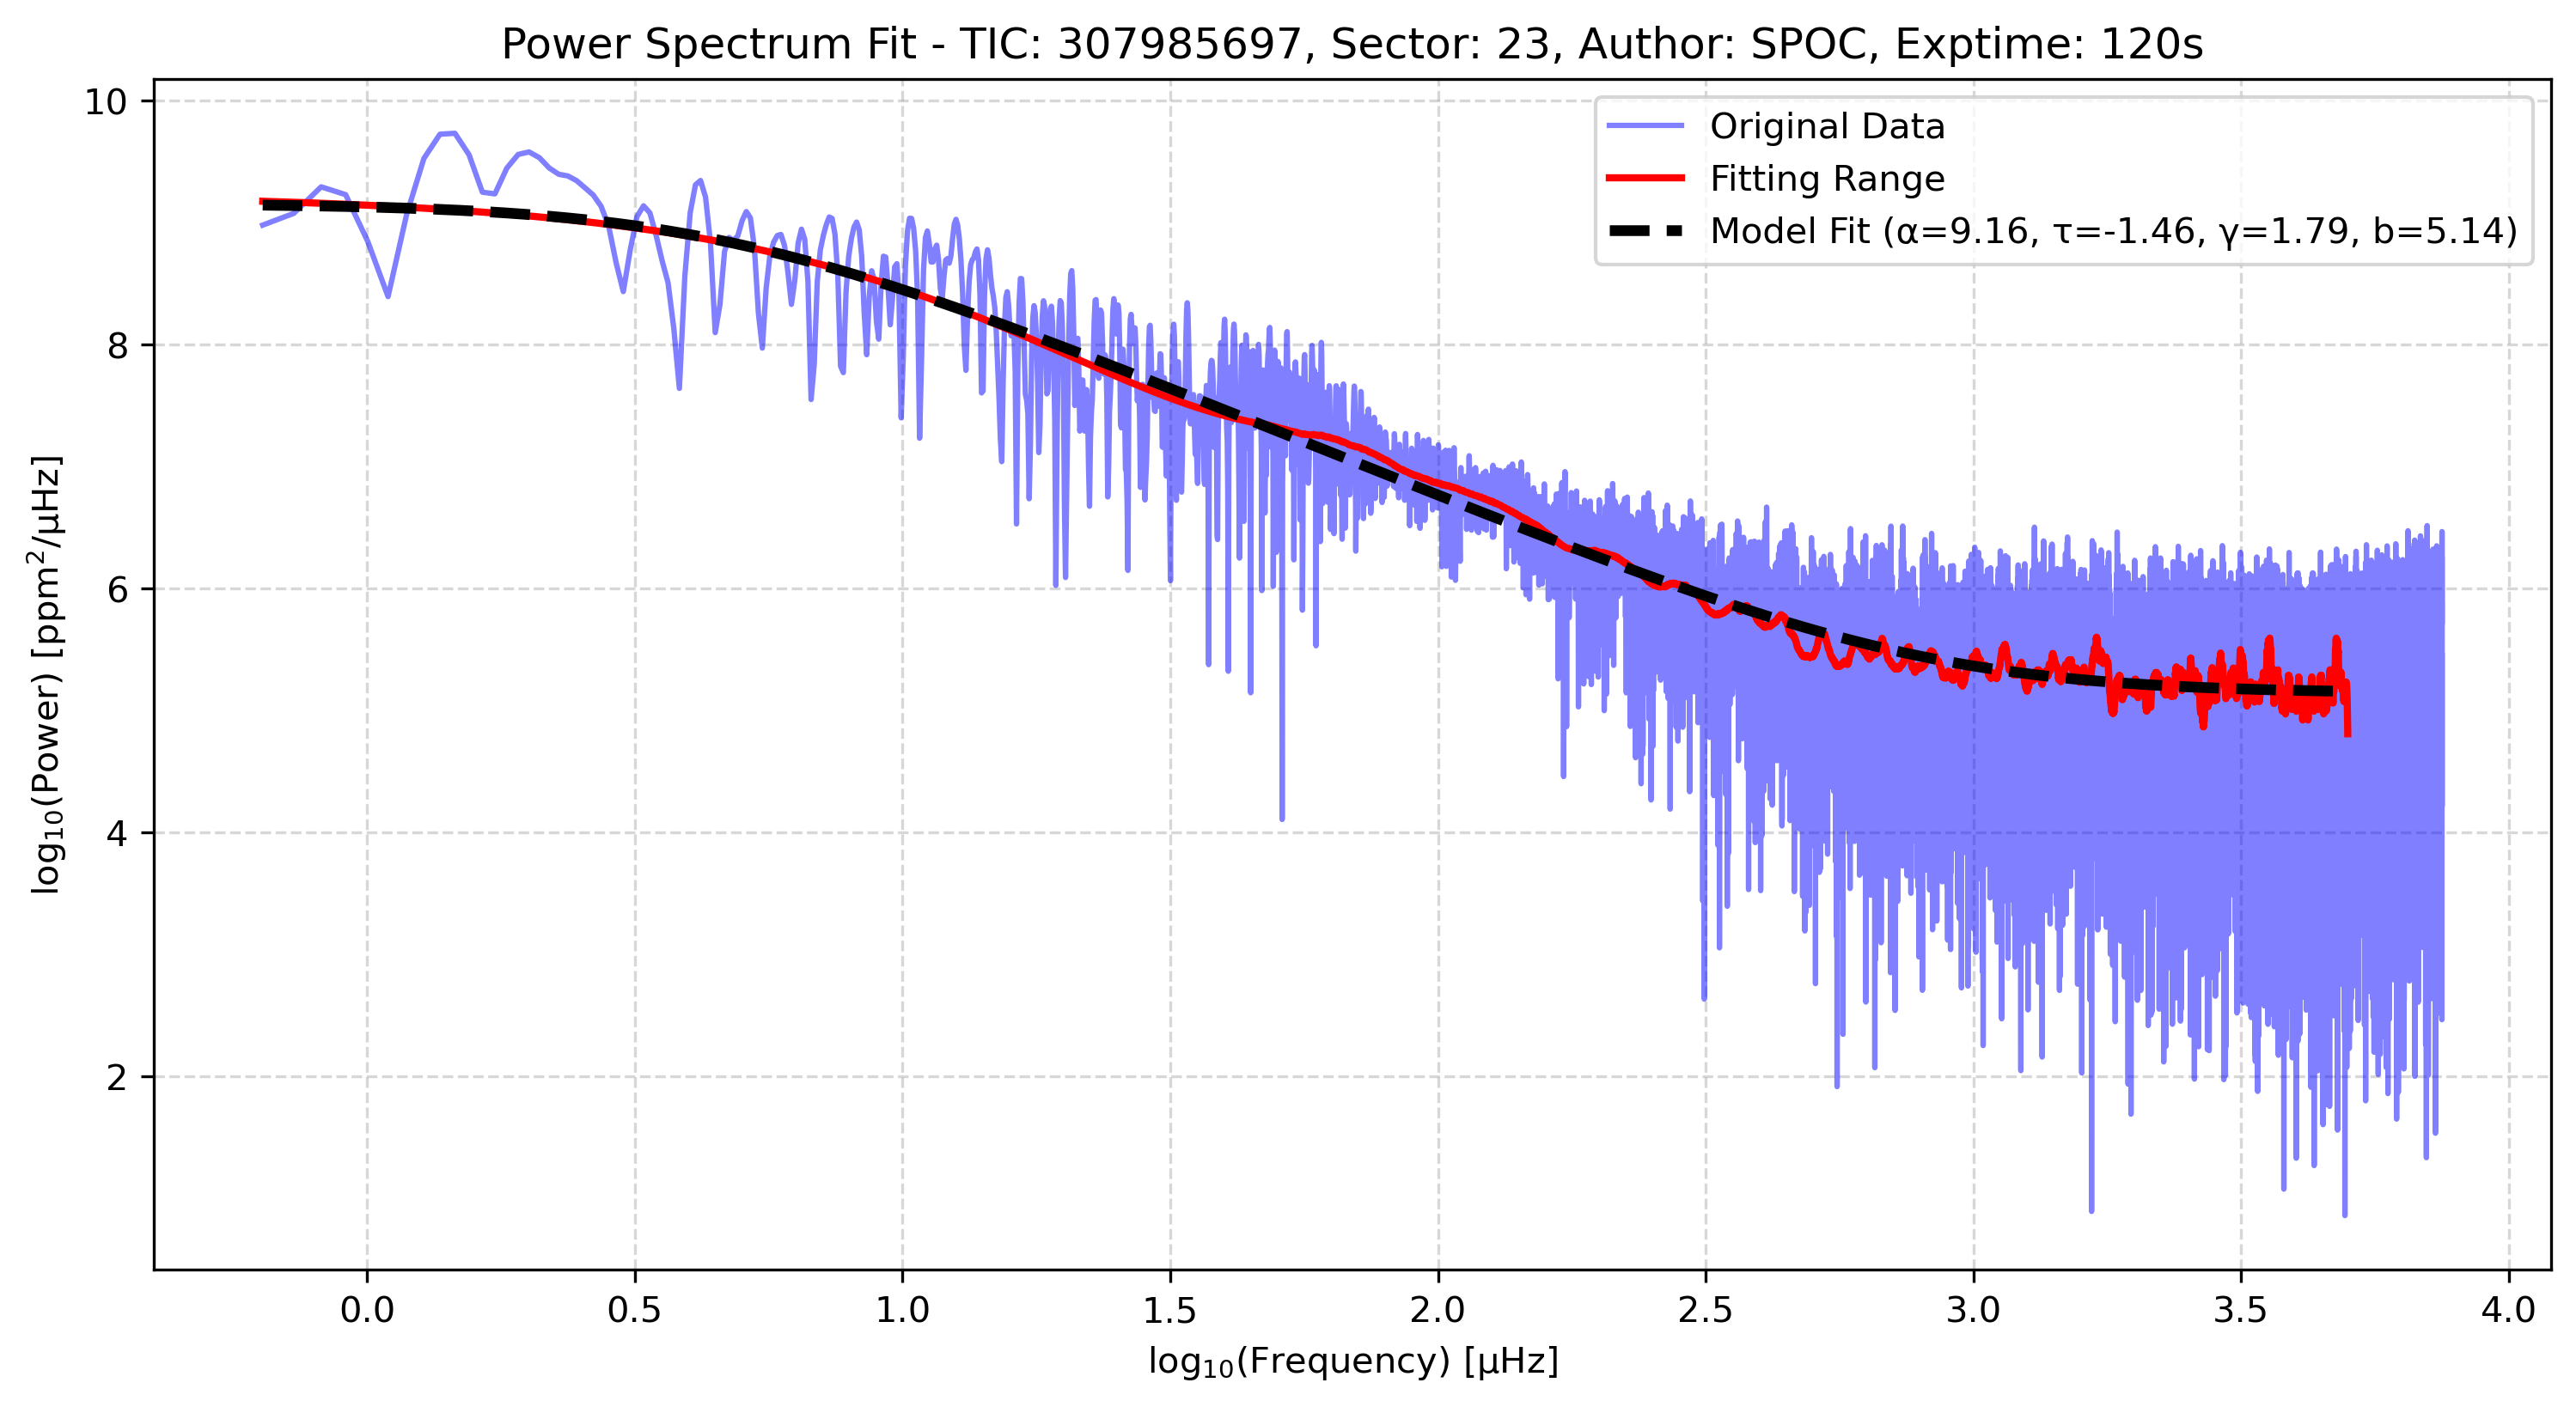 Power Spectrum Fit - TIC: 307985697, Sector: 23, Author: SPOC, Exptime: 120s
Original Data
Fitting Range
Model Fit (α=9.16, τ=-1.46, γ=1.79, b=5.14)
log₁₀(Power) [ppm²/μHz]
10
8
6
4
2
0.0 0.5 1.0 1.5 2.0 2.5 3.0 3.5 4.0
log₁₀(Frequency) [μHz]